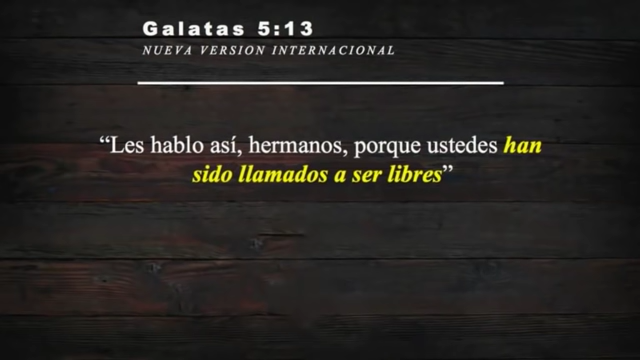 Galatas 5:13
NUEVA VERSION INTERNACIONAL
“Les hablo así, hermanos, porque ustedes han
sido llamados a ser libres”